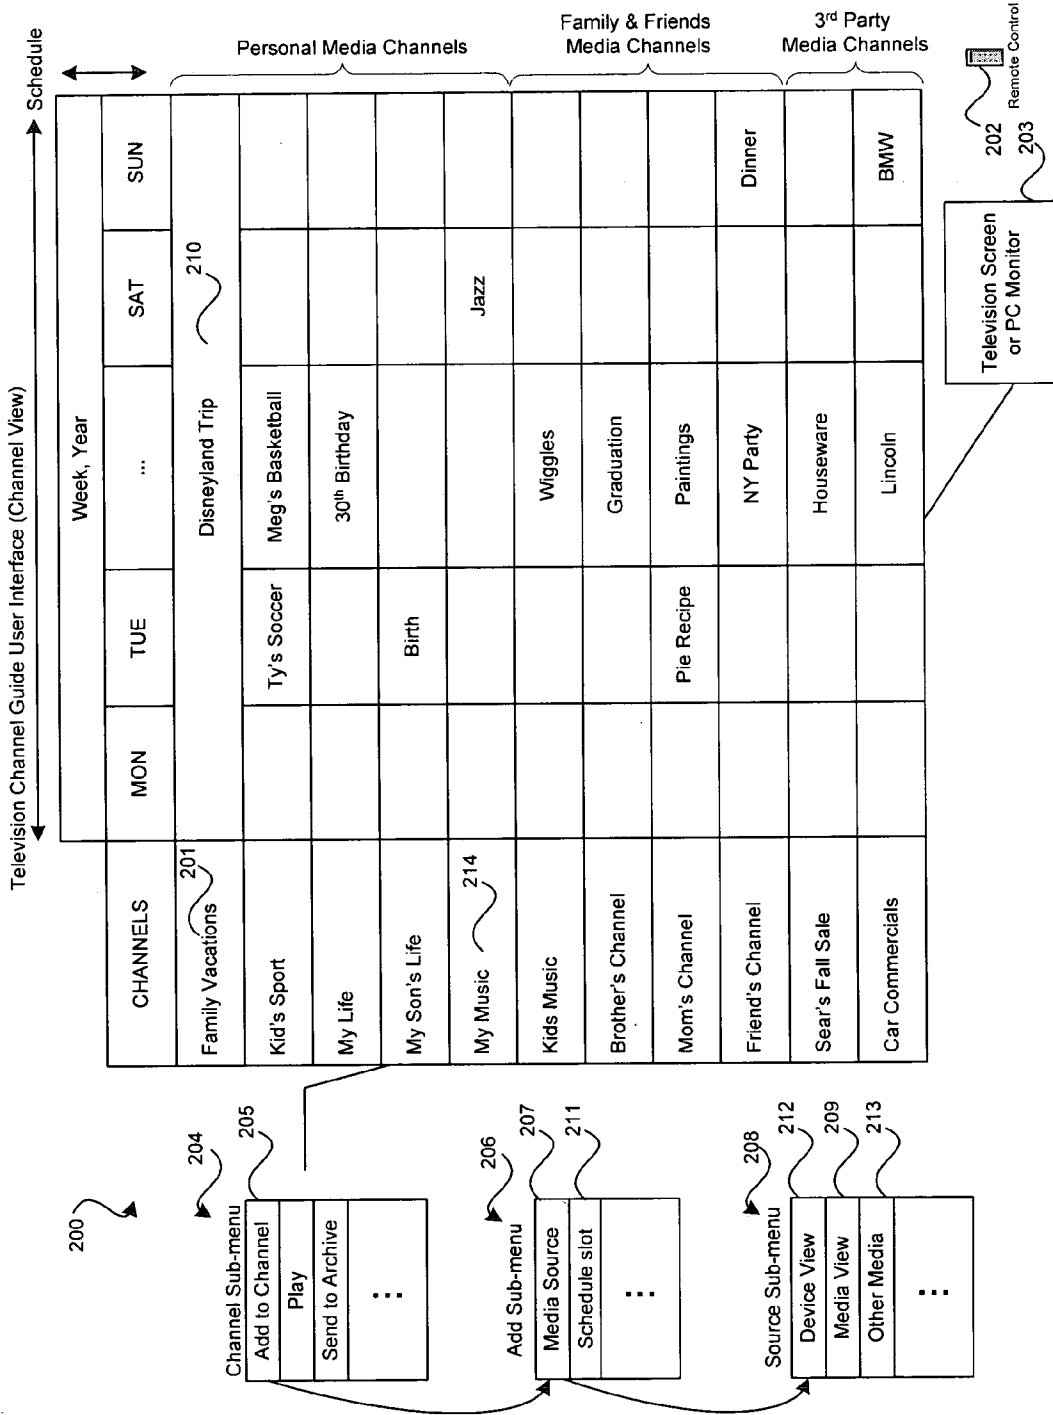 Television Channel Guide User Interface (Channel View)
Schedule
Week, Year
CHANNELS MON TUE ... SAT SUN
Family Vacations 201 Disneyland Trip 210
Kid's Sport Ty's Soccer Meg's Basketball
My Life 30th Birthday
My Son's Life Birth
My Music 214 Jazz
Kids Music Wiggles
Brother's Channel Graduation
Mom's Channel Pie Recipe Paintings
Friend's Channel NY Party Dinner
Sear's Fall Sale Houseware
Car Commercials Lincoln BMW
Personal Media Channels
Family & Friends
Media Channels
3rd Party
Media Channels
200
204
Channel Sub-menu
205
Add to Channel
Play
Send to Archive
...
206
Add Sub-menu
207
Media Source
211
Schedule slot
...
208
Source Sub-menu
212
Device View
209
Media View
213
Other Media
...
Television Screen
or PC Monitor
203
202
Remote Control